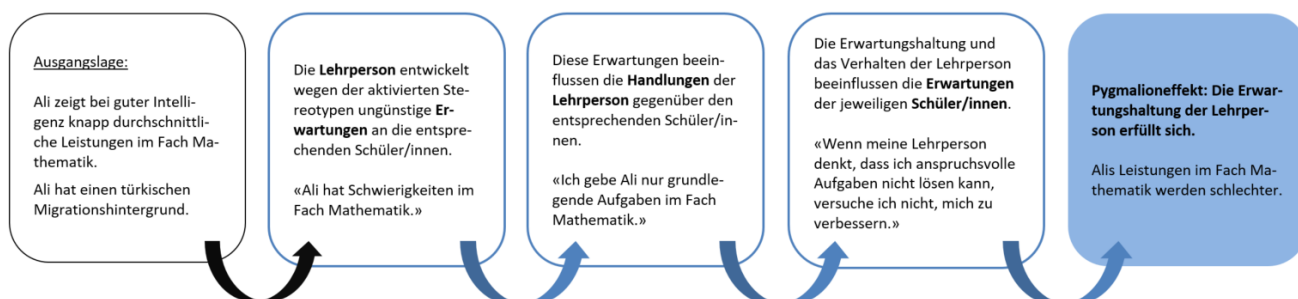 Ausgangslage:
Ali zeigt bei guter Intelli-
genz knapp durchschnittli-
che Leistungen im Fach Ma-
thematik.
Ali hat einen türkischen
Migrationshintergrund.
Die Lehrperson entwickelt
wegen der aktivierten Ste-
reotypen ungünstige Er-
wartungen an die entspre-
chenden Schüler/innen.
«Ali hat Schwierigkeiten im
Fach Mathematik.»
Diese Erwartungen beein-
flussen die Handlungen der
Lehrperson gegenüber den
entsprechenden Schüler/in-
nen.
«Ich gebe Ali nur grundle-
gende Aufgaben im Fach
Mathematik.»
Die Erwartungshaltung und
das Verhalten der Lehrperson
beeinflussen die Erwartungen
der jeweiligen Schüler/innen.
«Wenn meine Lehrperson
denkt, dass ich anspruchsvolle
Aufgaben nicht lösen kann,
versuche ich nicht, mich zu
verbessern.»
Pygmalioneffekt: Die Erwar-
tungshaltung der Lehrper-
son erfüllt sich.
Alis Leistungen im Fach Ma-
thematik werden schlechter.